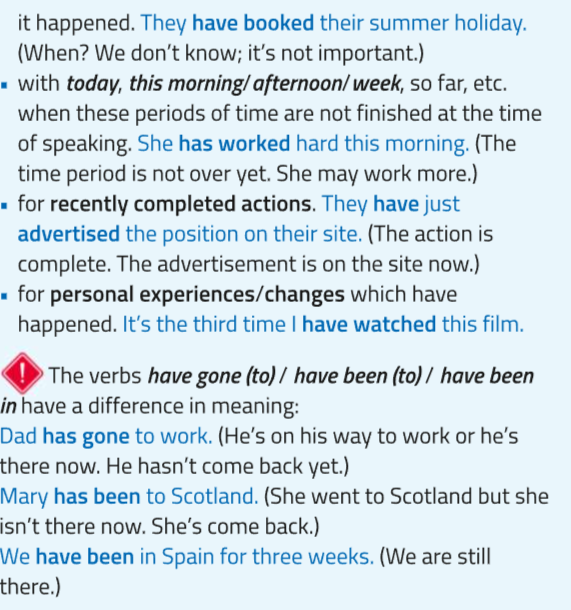 it happened. They have booked their summer holiday.
(When? We don't know; it's not important.)
▪ with today, this morning/afternoon/week, so far, etc.
when these periods of time are not finished at the time
of speaking. She has worked hard this morning. (The
time period is not over yet. She may work more.)
▪ for recently completed actions. They have just
advertised the position on their site. (The action is
complete. The advertisement is on the site now.)
▪ for personal experiences/changes which have
happened. It's the third time I have watched this film.
! The verbs have gone (to) / have been (to) / have been
in have a difference in meaning:
Dad has gone to work. (He's on his way to work or he's
there now. He hasn't come back yet.)
Mary has been to Scotland. (She went to Scotland but she
isn't there now. She's come back.)
We have been in Spain for three weeks. (We are still
there.)